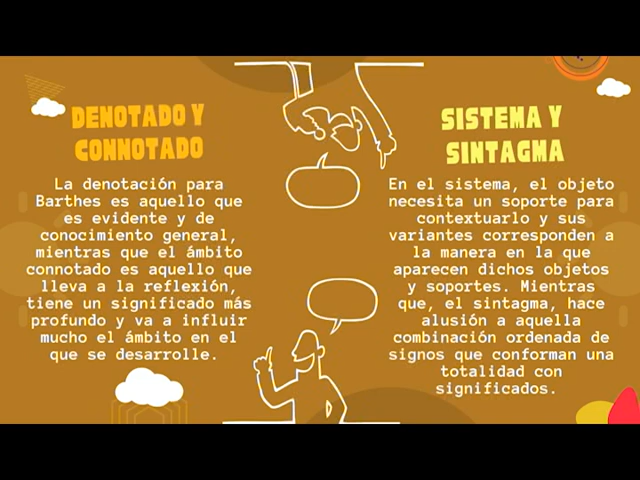 DENOTADO Y
CONNOTADO
La denotación para
Barthes es aquello que
es evidente y de
conocimiento general,
mientras que el ámbito
connotado es aquello que
lleva a la reflexión,
tiene un significado más
profundo y va a influir
mucho el ámbito en el
que se desarrolle.
SISTEMA Y
SINTAGMA
En el sistema, el objeto
necesita un soporte para
contextuarlo y sus
variantes corresponden a
la manera en la que
aparecen dichos objetos
y soportes. Mientras
que, el sintagma, hace
alusión a aquella
combinación ordenada de
signos que conforman una
totalidad con
significados.